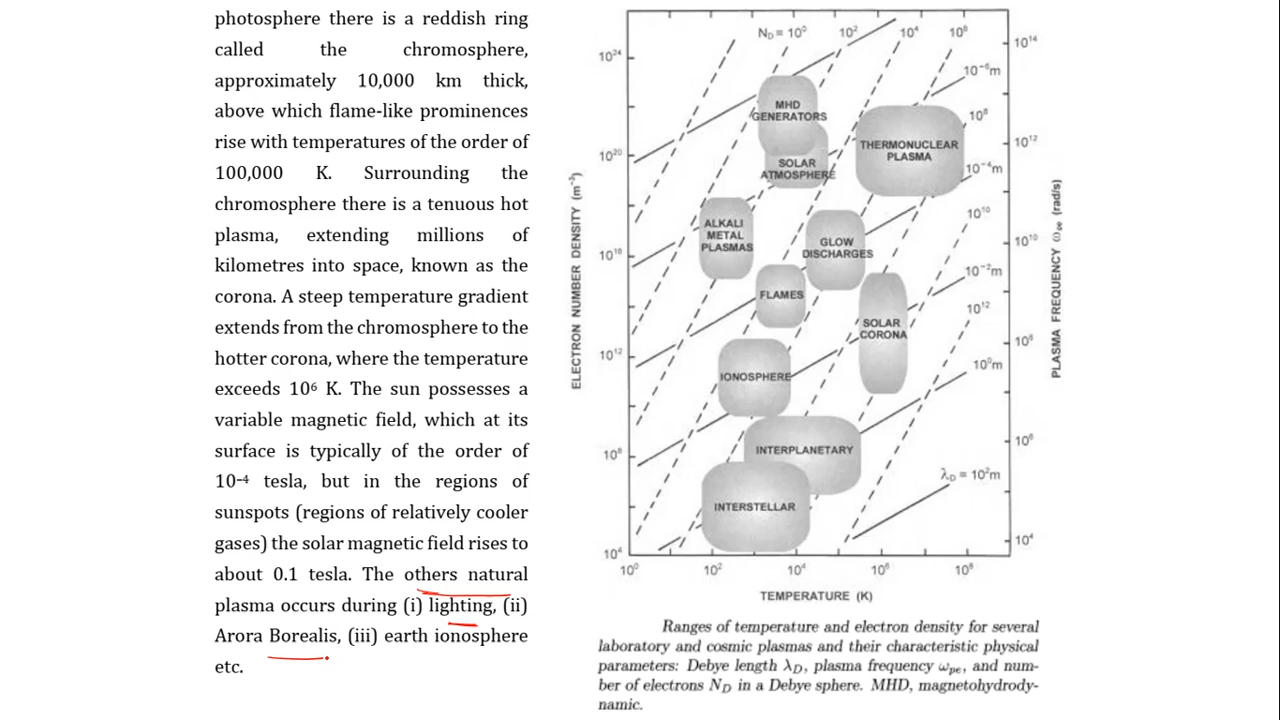 photosphere there is a reddish ring
called the chromosphere,
approximately 10,000 km thick,
above which flame-like prominences
rise with temperatures of the order of
100,000 K. Surrounding the
chromosphere there is a tenuous hot
plasma, extending millions of
kilometres into space, known as the
corona. A steep temperature gradient
extends from the chromosphere to the
hotter corona, where the temperature
exceeds 10⁶ K. The sun possesses a
variable magnetic field, which at its
surface is typically of the order of
10⁻⁴ tesla, but in the regions of
sunspots (regions of relatively cooler
gases) the solar magnetic field rises to
about 0.1 tesla. The others natural
plasma occurs during (i) lighting, (ii)
Arora Borealis, (iii) earth ionosphere
etc.
N_D = 10⁰ 10² 10⁴ 10⁶
10²⁴
10¹⁴
10⁻⁶m
MHD
GENERATORS
10⁸
THERMONUCLEAR
PLASMA
10¹²
10²⁰
SOLAR
ATMOSPHERE
10⁻⁴m
10¹⁰
ALKALI
METAL
PLASMAS
GLOW
DISCHARGES
10¹⁶
10¹⁰
10⁻²m
FLAMES
10¹²
SOLAR
CORONA
10⁸
10¹²
10⁰m
IONOSPHERE
10⁸
10⁶
INTERPLANETARY
λ_D = 10²m
INTERSTELLAR
10⁴
10⁴
10⁰ 10² 10⁴ 10⁶ 10⁸
ELECTRON NUMBER DENSITY (m⁻³)
PLASMA FREQUENCY ω_pe (rad/s)
TEMPERATURE (K)
Ranges of temperature and electron density for several
laboratory and cosmic plasmas and their characteristic physical
parameters: Debye length λ_D, plasma frequency ω_pe, and num-
ber of electrons N_D in a Debye sphere. MHD, magnetohydrody-
namic.